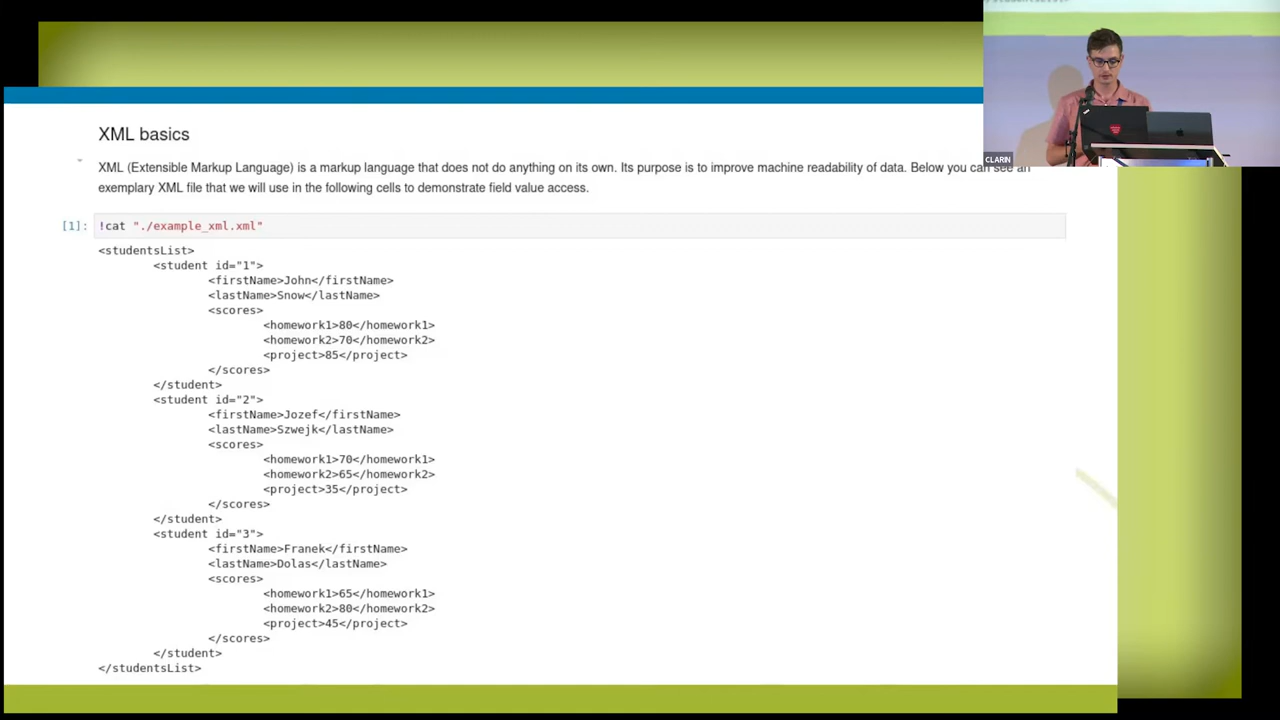 XML basics
XML (Extensible Markup Language) is a markup language that does not do anything on its own. Its purpose is to improve machine readability of data. Below you can see an
exemplary XML file that we will use in the following cells to demonstrate field value access.
[1]: !cat "./example_xml.xml"
<studentsList>
<student id="1">
<firstName>John</firstName>
<lastName>Snow</lastName>
<scores>
<homework1>80</homework1>
<homework2>70</homework2>
<project>85</project>
</scores>
</student>
<student id="2">
<firstName>Jozef</firstName>
<lastName>Szwejk</lastName>
<scores>
<homework1>70</homework1>
<homework2>65</homework2>
<project>35</project>
</scores>
</student>
<student id="3">
<firstName>Franek</firstName>
<lastName>Dolas</lastName>
<scores>
<homework1>65</homework1>
<homework2>80</homework2>
<project>45</project>
</scores>
</student>
</studentsList>
CLARIN